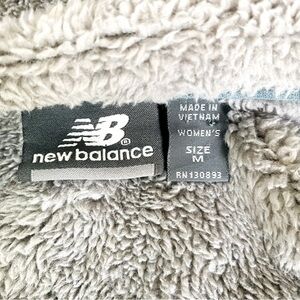 NB
new balance
MADE IN
VIETNAM
WOMEN'S
SIZE
M
RN130893